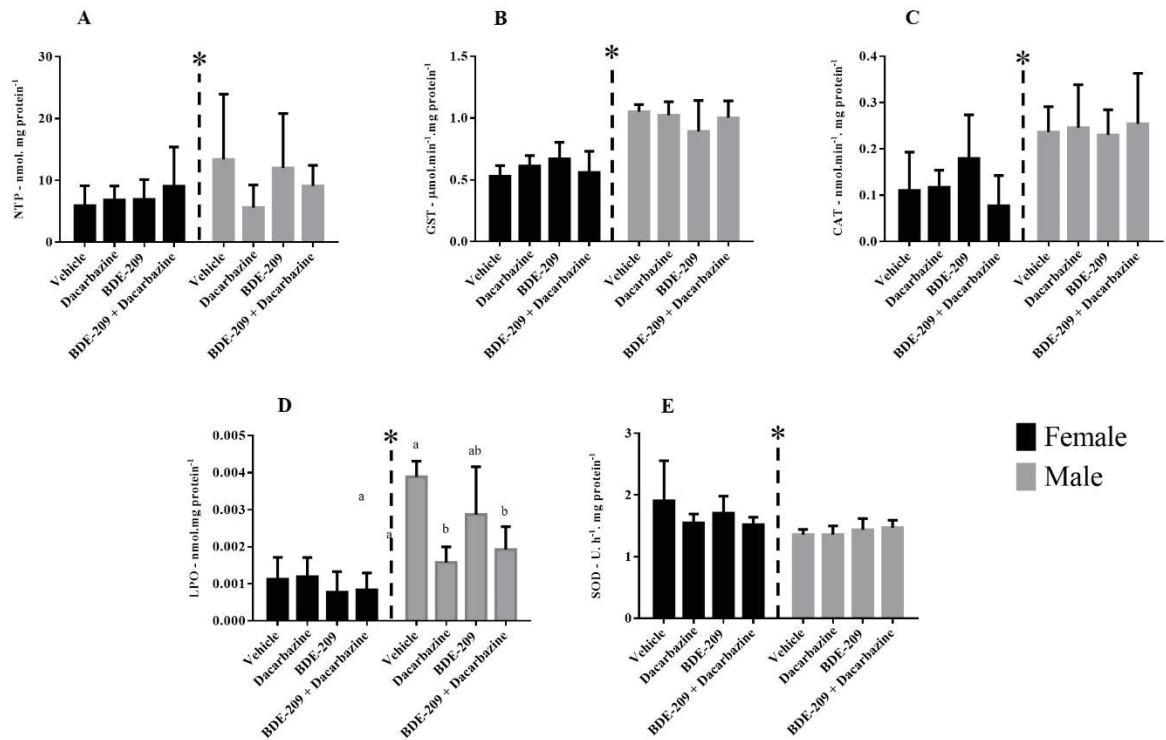 A
NTP - nmol. mg protein⁻¹
30
20
10
0
*
Vehicle
Dacarbazine
BDE-209
BDE-209 + Dacarbazine
Vehicle
Dacarbazine
BDE-209
BDE-209 + Dacarbazine
B
GST - µmol.min⁻¹.mg protein⁻¹
1.5
1.0
0.5
0.0
*
Vehicle
Dacarbazine
BDE-209
BDE-209 + Dacarbazine
Vehicle
Dacarbazine
BDE-209
BDE-209 + Dacarbazine
C
CAT - nmol.min⁻¹. mg protein⁻¹
0.4
0.3
0.2
0.1
0.0
*
Vehicle
Dacarbazine
BDE-209
BDE-209 + Dacarbazine
Vehicle
Dacarbazine
BDE-209
BDE-209 + Dacarbazine
D
LPO - nmol.mg protein⁻¹
0.005
0.004
0.003
0.002
0.001
0.000
*
a
a
a
b
ab
b
Vehicle
Dacarbazine
BDE-209
BDE-209 + Dacarbazine
Vehicle
Dacarbazine
BDE-209
BDE-209 + Dacarbazine
E
SOD - U. h⁻¹. mg protein⁻¹
3
2
1
0
*
Vehicle
Dacarbazine
BDE-209
BDE-209 + Dacarbazine
Vehicle
Dacarbazine
BDE-209
BDE-209 + Dacarbazine
Female
Male